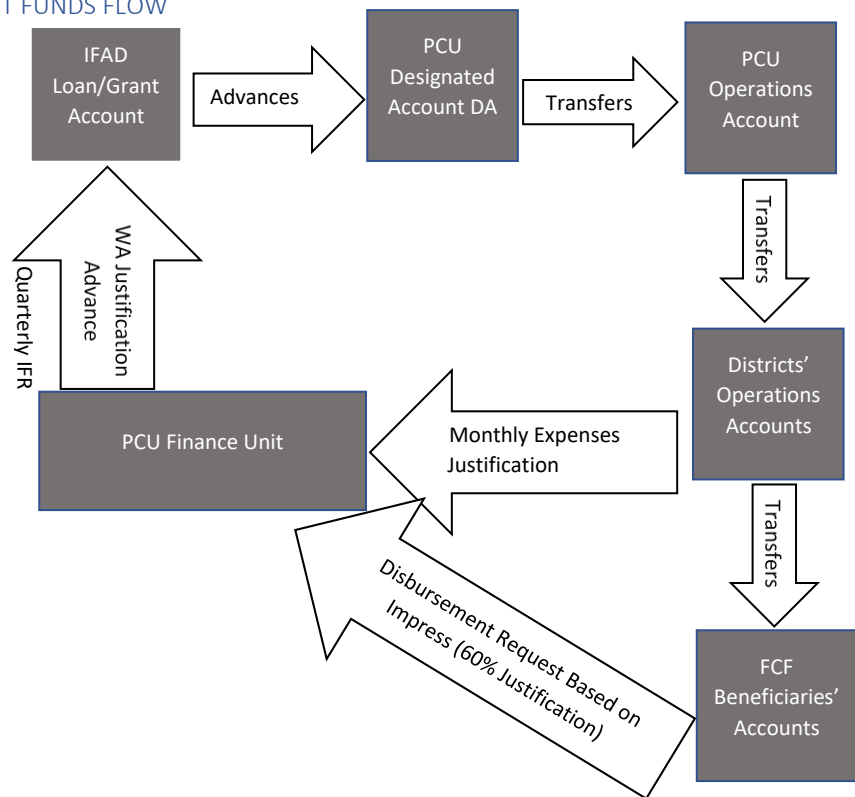 T FUNDS FLOW
IFAD
Loan/Grant
Account
Advances
PCU
Designated
Account DA
Transfers
PCU
Operations
Account
Transfers
Districts’
Operations
Accounts
Transfers
FCF
Beneficiaries’
Accounts
Monthly Expenses
Justification
Disbursement Request Based on
Impress (60% Justification)
PCU Finance Unit
WA Justification
Advance
Quarterly IFR